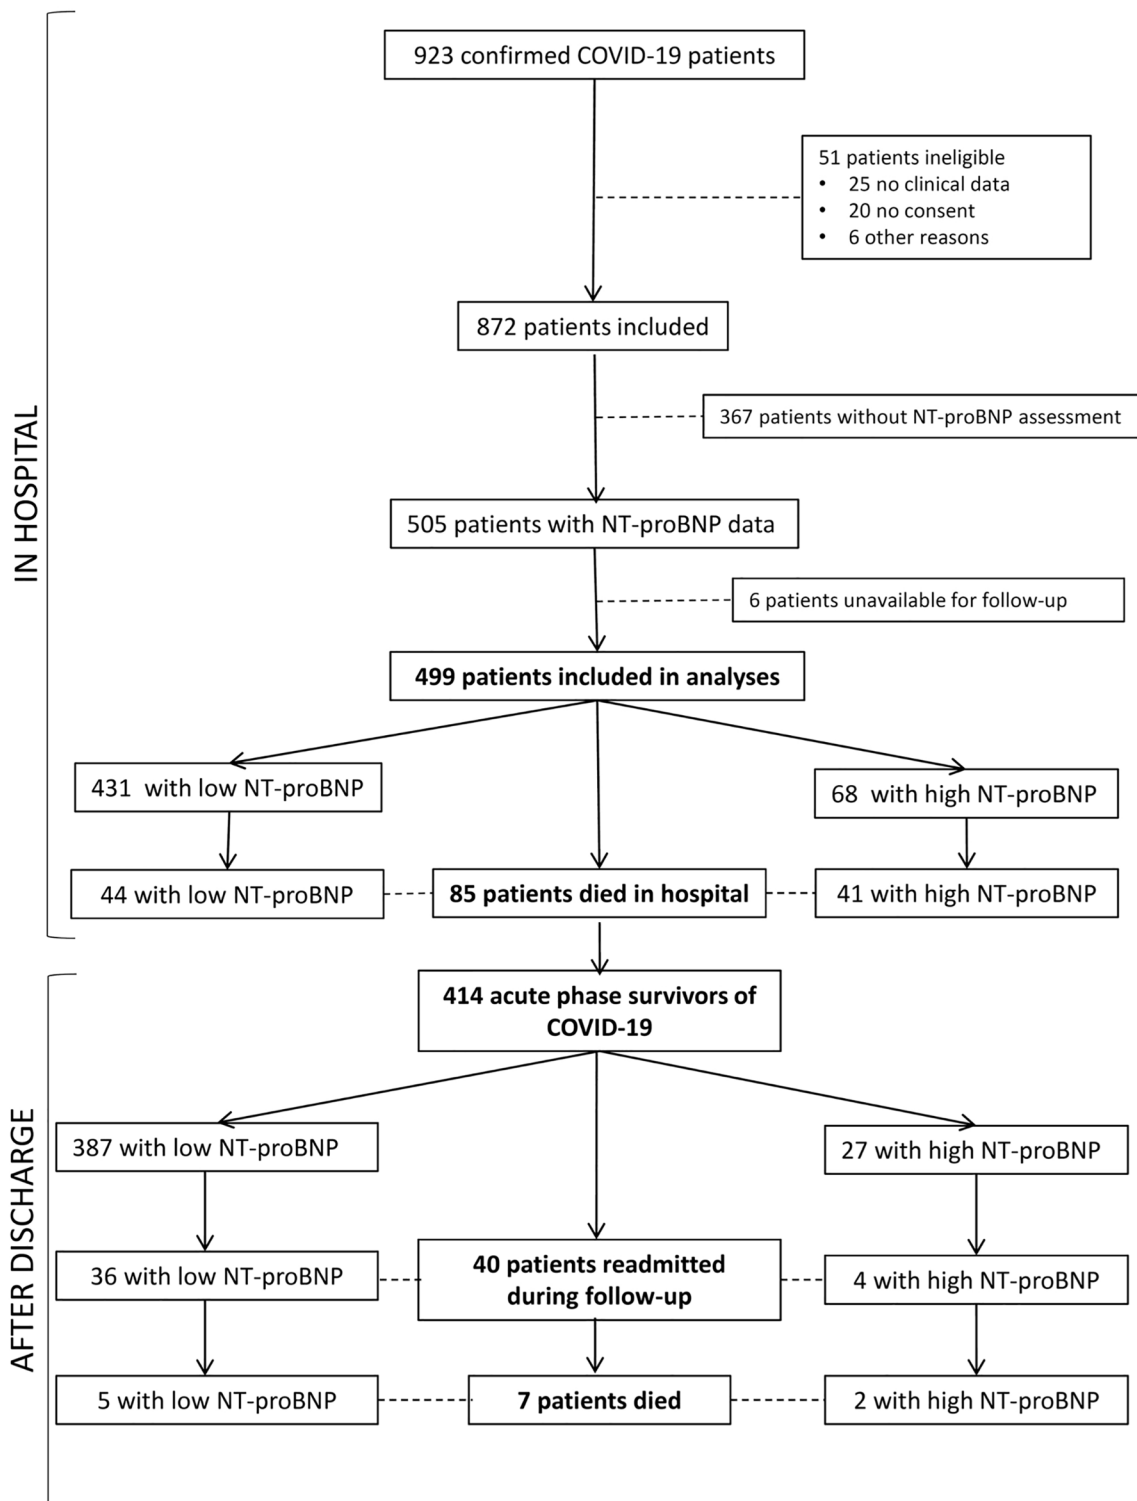 IN HOSPITAL
923 confirmed COVID-19 patients
51 patients ineligible
• 25 no clinical data
• 20 no consent
• 6 other reasons
872 patients included
367 patients without NT-proBNP assessment
505 patients with NT-proBNP data
6 patients unavailable for follow-up
499 patients included in analyses
431 with low NT-proBNP
68 with high NT-proBNP
44 with low NT-proBNP
85 patients died in hospital
41 with high NT-proBNP
AFTER DISCHARGE
414 acute phase survivors of
COVID-19
387 with low NT-proBNP
27 with high NT-proBNP
36 with low NT-proBNP
40 patients readmitted
during follow-up
4 with high NT-proBNP
5 with low NT-proBNP
7 patients died
2 with high NT-proBNP